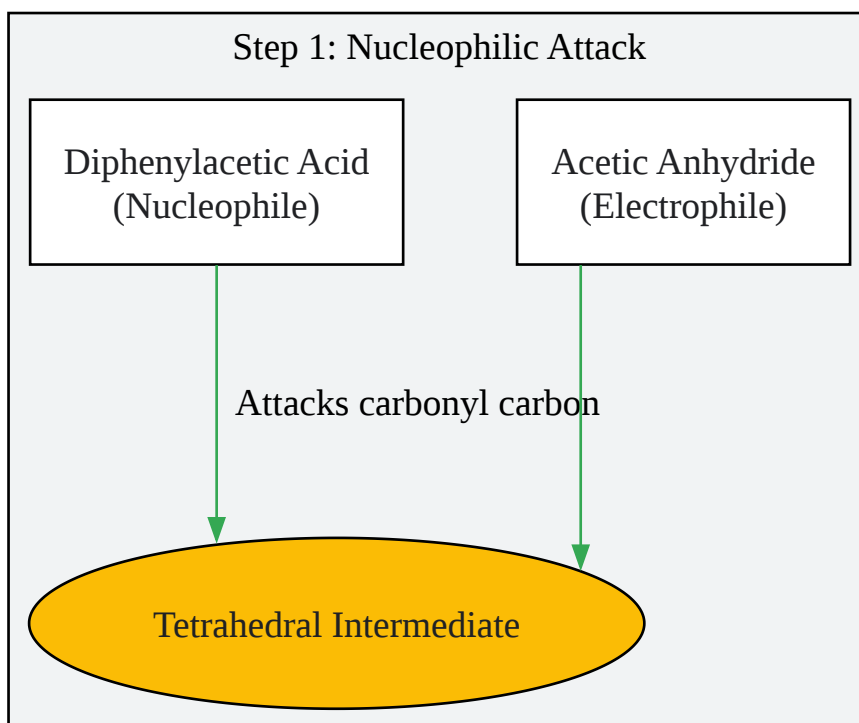 Step 1: Nucleophilic Attack
Diphenylacetic Acid
(Nucleophile)
Acetic Anhydride
(Electrophile)
Attacks carbonyl carbon
Tetrahedral Intermediate